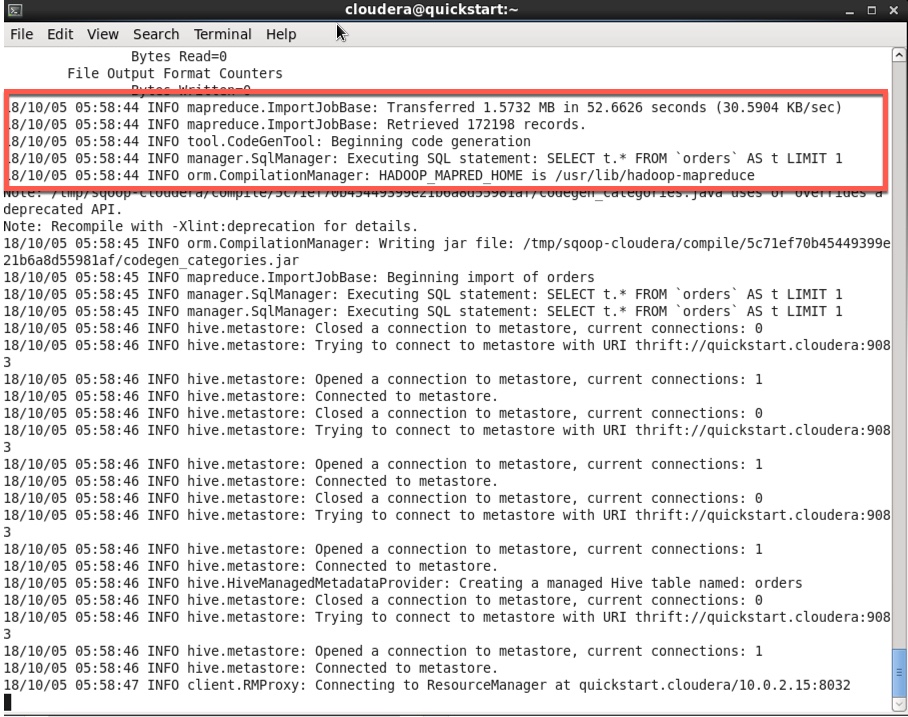 cloudera@quickstart:~
File Edit View Search Terminal Help
Bytes Read=0
File Output Format Counters
Bytes Written=0
18/10/05 05:58:44 INFO mapreduce.ImportJobBase: Transferred 1.5732 MB in 52.6626 seconds (30.5904 KB/sec)
18/10/05 05:58:44 INFO mapreduce.ImportJobBase: Retrieved 172198 records.
18/10/05 05:58:44 INFO tool.CodeGenTool: Beginning code generation
18/10/05 05:58:44 INFO manager.SqlManager: Executing SQL statement: SELECT t.* FROM `orders` AS t LIMIT 1
18/10/05 05:58:44 INFO orm.CompilationManager: HADOOP_MAPRED_HOME is /usr/lib/hadoop-mapreduce
Note: /tmp/sqoop-cloudera/compile/5c71ef70b45449399e21b6a8d55981af/codegen_categories.java uses or overrides a
deprecated API.
Note: Recompile with -Xlint:deprecation for details.
18/10/05 05:58:45 INFO orm.CompilationManager: Writing jar file: /tmp/sqoop-cloudera/compile/5c71ef70b45449399e
21b6a8d55981af/codegen_categories.jar
18/10/05 05:58:45 INFO mapreduce.ImportJobBase: Beginning import of orders
18/10/05 05:58:45 INFO manager.SqlManager: Executing SQL statement: SELECT t.* FROM `orders` AS t LIMIT 1
18/10/05 05:58:45 INFO manager.SqlManager: Executing SQL statement: SELECT t.* FROM `orders` AS t LIMIT 1
18/10/05 05:58:46 INFO hive.metastore: Closed a connection to metastore, current connections: 0
18/10/05 05:58:46 INFO hive.metastore: Trying to connect to metastore with URI thrift://quickstart.cloudera:908
3
18/10/05 05:58:46 INFO hive.metastore: Opened a connection to metastore, current connections: 1
18/10/05 05:58:46 INFO hive.metastore: Connected to metastore.
18/10/05 05:58:46 INFO hive.metastore: Closed a connection to metastore, current connections: 0
18/10/05 05:58:46 INFO hive.metastore: Trying to connect to metastore with URI thrift://quickstart.cloudera:908
3
18/10/05 05:58:46 INFO hive.metastore: Opened a connection to metastore, current connections: 1
18/10/05 05:58:46 INFO hive.metastore: Connected to metastore.
18/10/05 05:58:46 INFO hive.metastore: Closed a connection to metastore, current connections: 0
18/10/05 05:58:46 INFO hive.metastore: Trying to connect to metastore with URI thrift://quickstart.cloudera:908
3
18/10/05 05:58:46 INFO hive.metastore: Opened a connection to metastore, current connections: 1
18/10/05 05:58:46 INFO hive.metastore: Connected to metastore.
18/10/05 05:58:46 INFO hive.HiveManagedMetadataProvider: Creating a managed Hive table named: orders
18/10/05 05:58:46 INFO hive.metastore: Closed a connection to metastore, current connections: 0
18/10/05 05:58:46 INFO hive.metastore: Trying to connect to metastore with URI thrift://quickstart.cloudera:908
3
18/10/05 05:58:46 INFO hive.metastore: Opened a connection to metastore, current connections: 1
18/10/05 05:58:46 INFO hive.metastore: Connected to metastore.
18/10/05 05:58:47 INFO client.RMProxy: Connecting to ResourceManager at quickstart.cloudera/10.0.2.15:8032